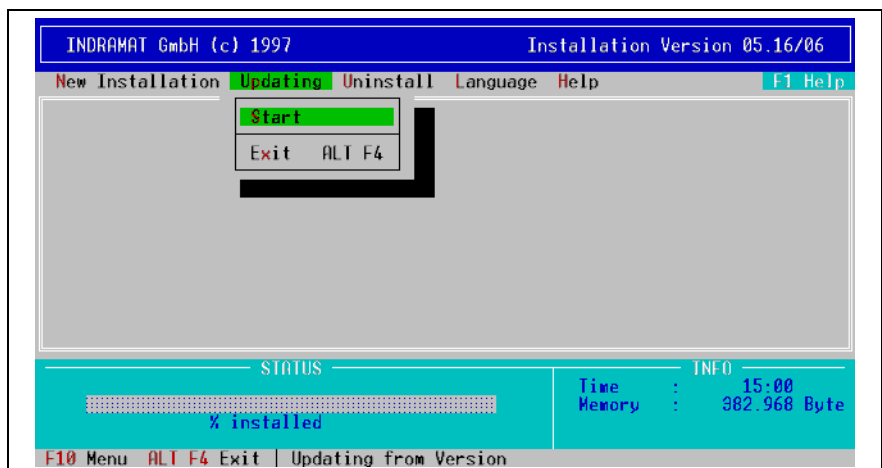 INDRAMAT GmbH (c) 1997 Installation Version 05.16/06
New Installation Updating Uninstall Language Help F1 Help
Start
Exit ALT F4
STATUS INFO
Time : 15:00
Memory : 382.968 Byte
% installed
F10 Menu ALT F4 Exit | Updating from Version